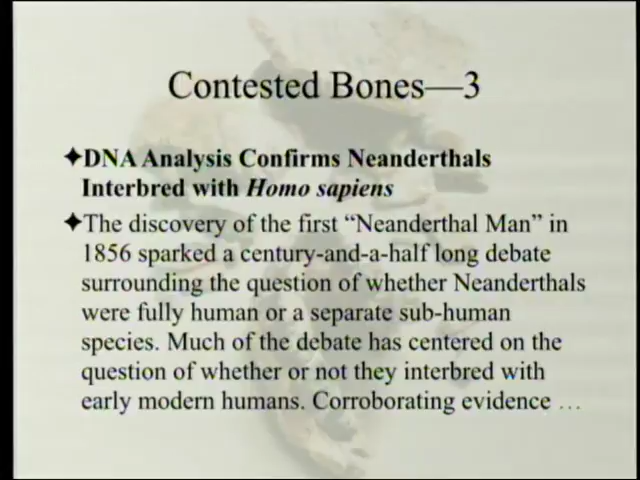 Contested Bones—3
✦DNA Analysis Confirms Neanderthals
Interbred with Homo sapiens
✦The discovery of the first “Neanderthal Man” in
1856 sparked a century-and-a-half long debate
surrounding the question of whether Neanderthals
were fully human or a separate sub-human
species. Much of the debate has centered on the
question of whether or not they interbred with
early modern humans. Corroborating evidence …